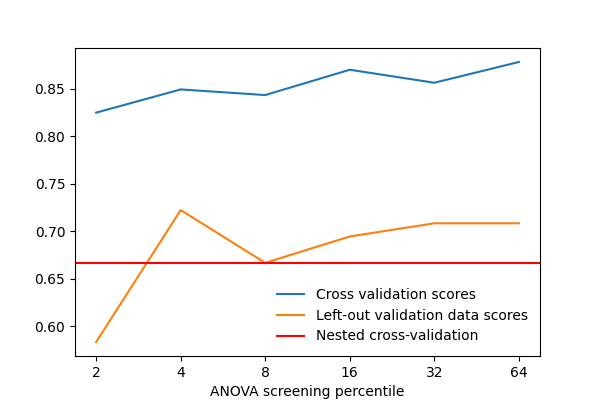 0.85
0.80
0.75
0.70
0.65
0.60
Cross validation scores
Left-out validation data scores
Nested cross-validation
2 4 8 16 32 64
ANOVA screening percentile